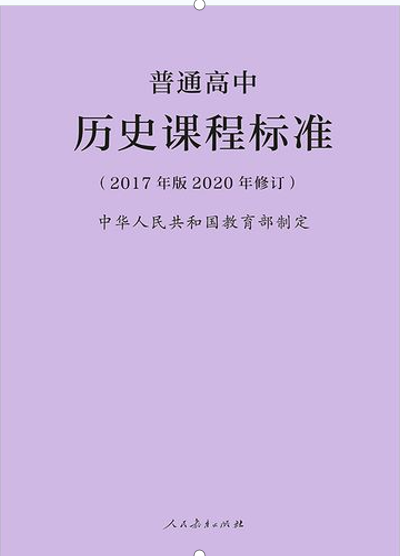 普通高中
历史课程标准
（2017年版2020年修订）
中华人民共和国教育部制定
人民教育出版社